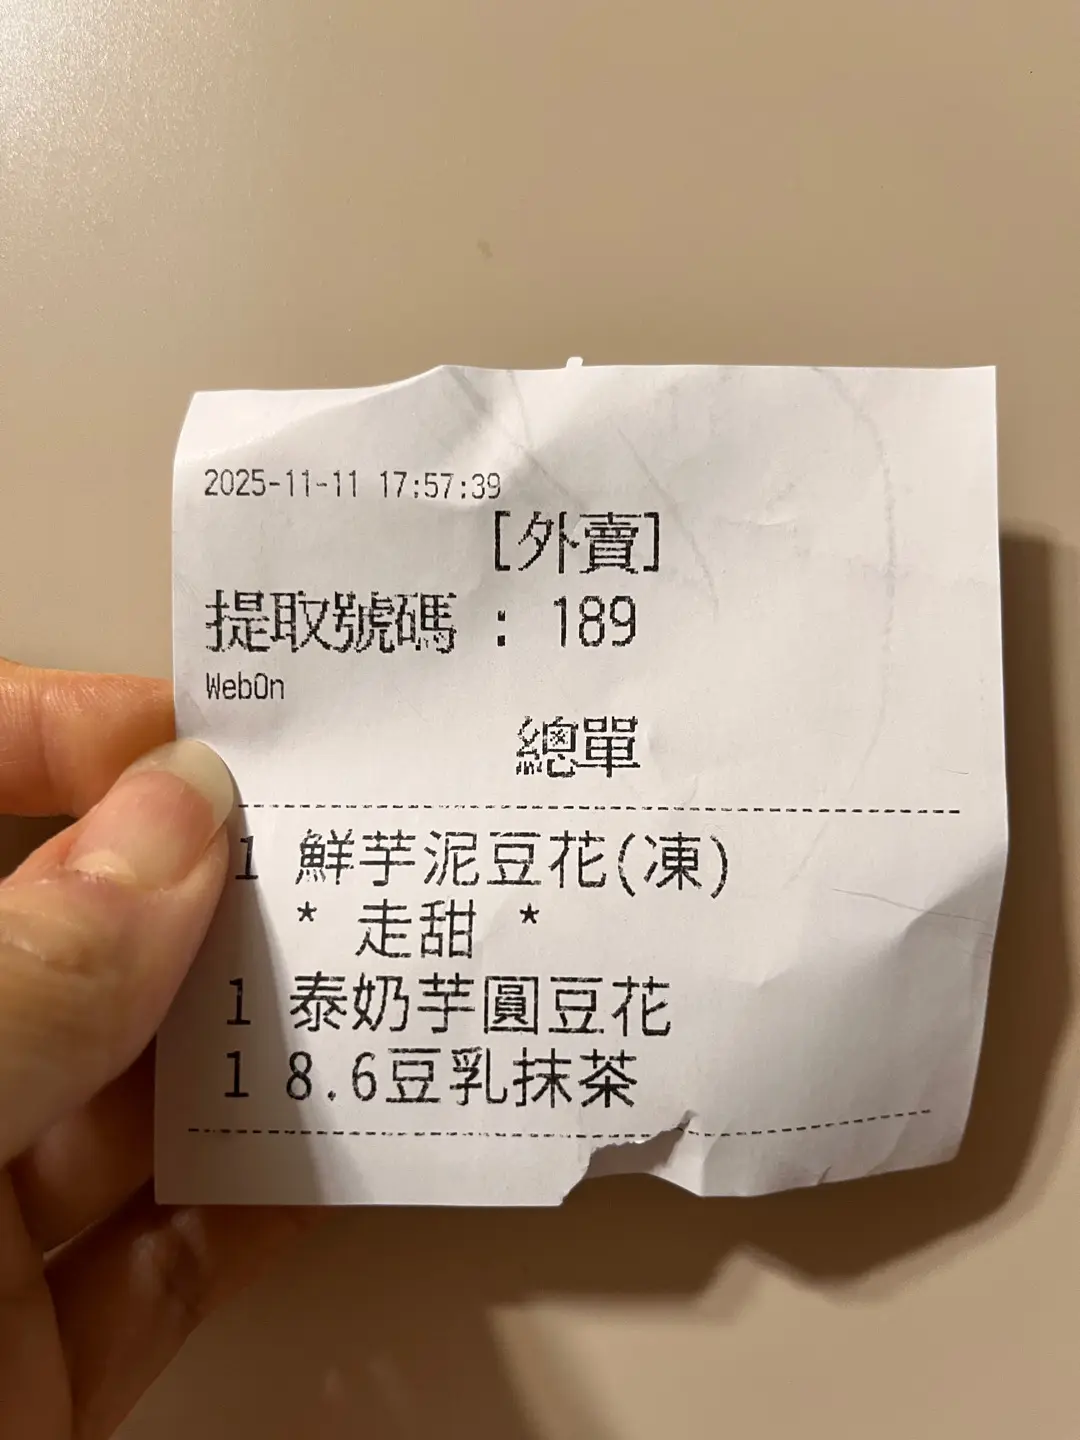 2025-11-11 17:57:39
[外賣]
提取號碼 : 189
WebOn
總單
1 鮮芋泥豆花(凍)
* 走甜 *
1 泰奶芋圓豆花
1 8.6豆乳抹茶